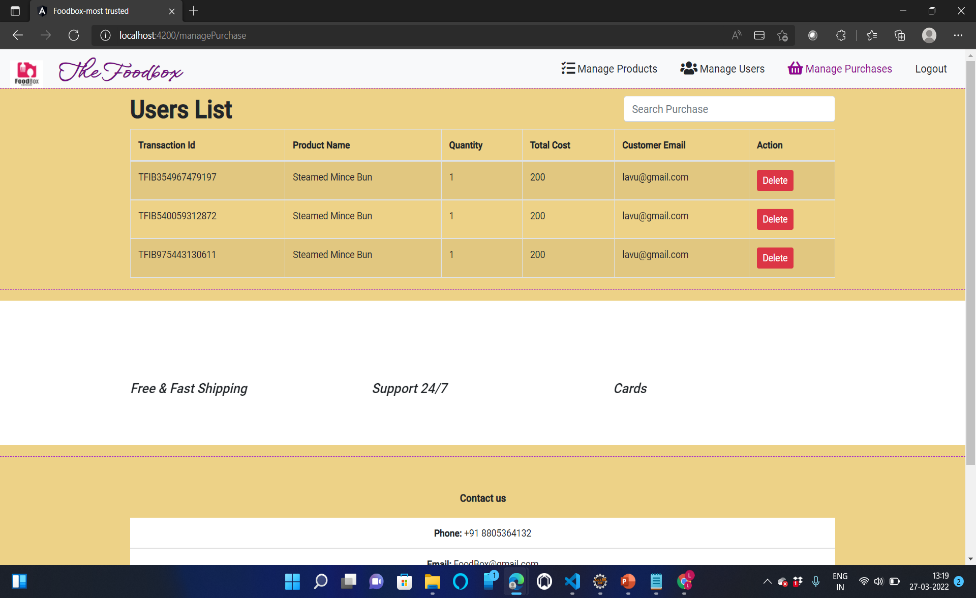 Foodbox-most trusted
localhost:4200/managePurchase
FOODBOX
The Foodbox
Manage Products
Manage Users
Manage Purchases
Logout
Users List
Search Purchase
Transaction Id Product Name Quantity Total Cost Customer Email Action
TFIB354967479197 Steamed Mince Bun 1 200 lavu@gmail.com Delete
TFIB540059312872 Steamed Mince Bun 1 200 lavu@gmail.com Delete
TFIB975443130611 Steamed Mince Bun 1 200 lavu@gmail.com Delete
Free & Fast Shipping Support 24/7 Cards
Contact us
Phone: +91 8805364132
Email: FoodBox@gmail.com
ENG
IN
13:19
27-03-2022